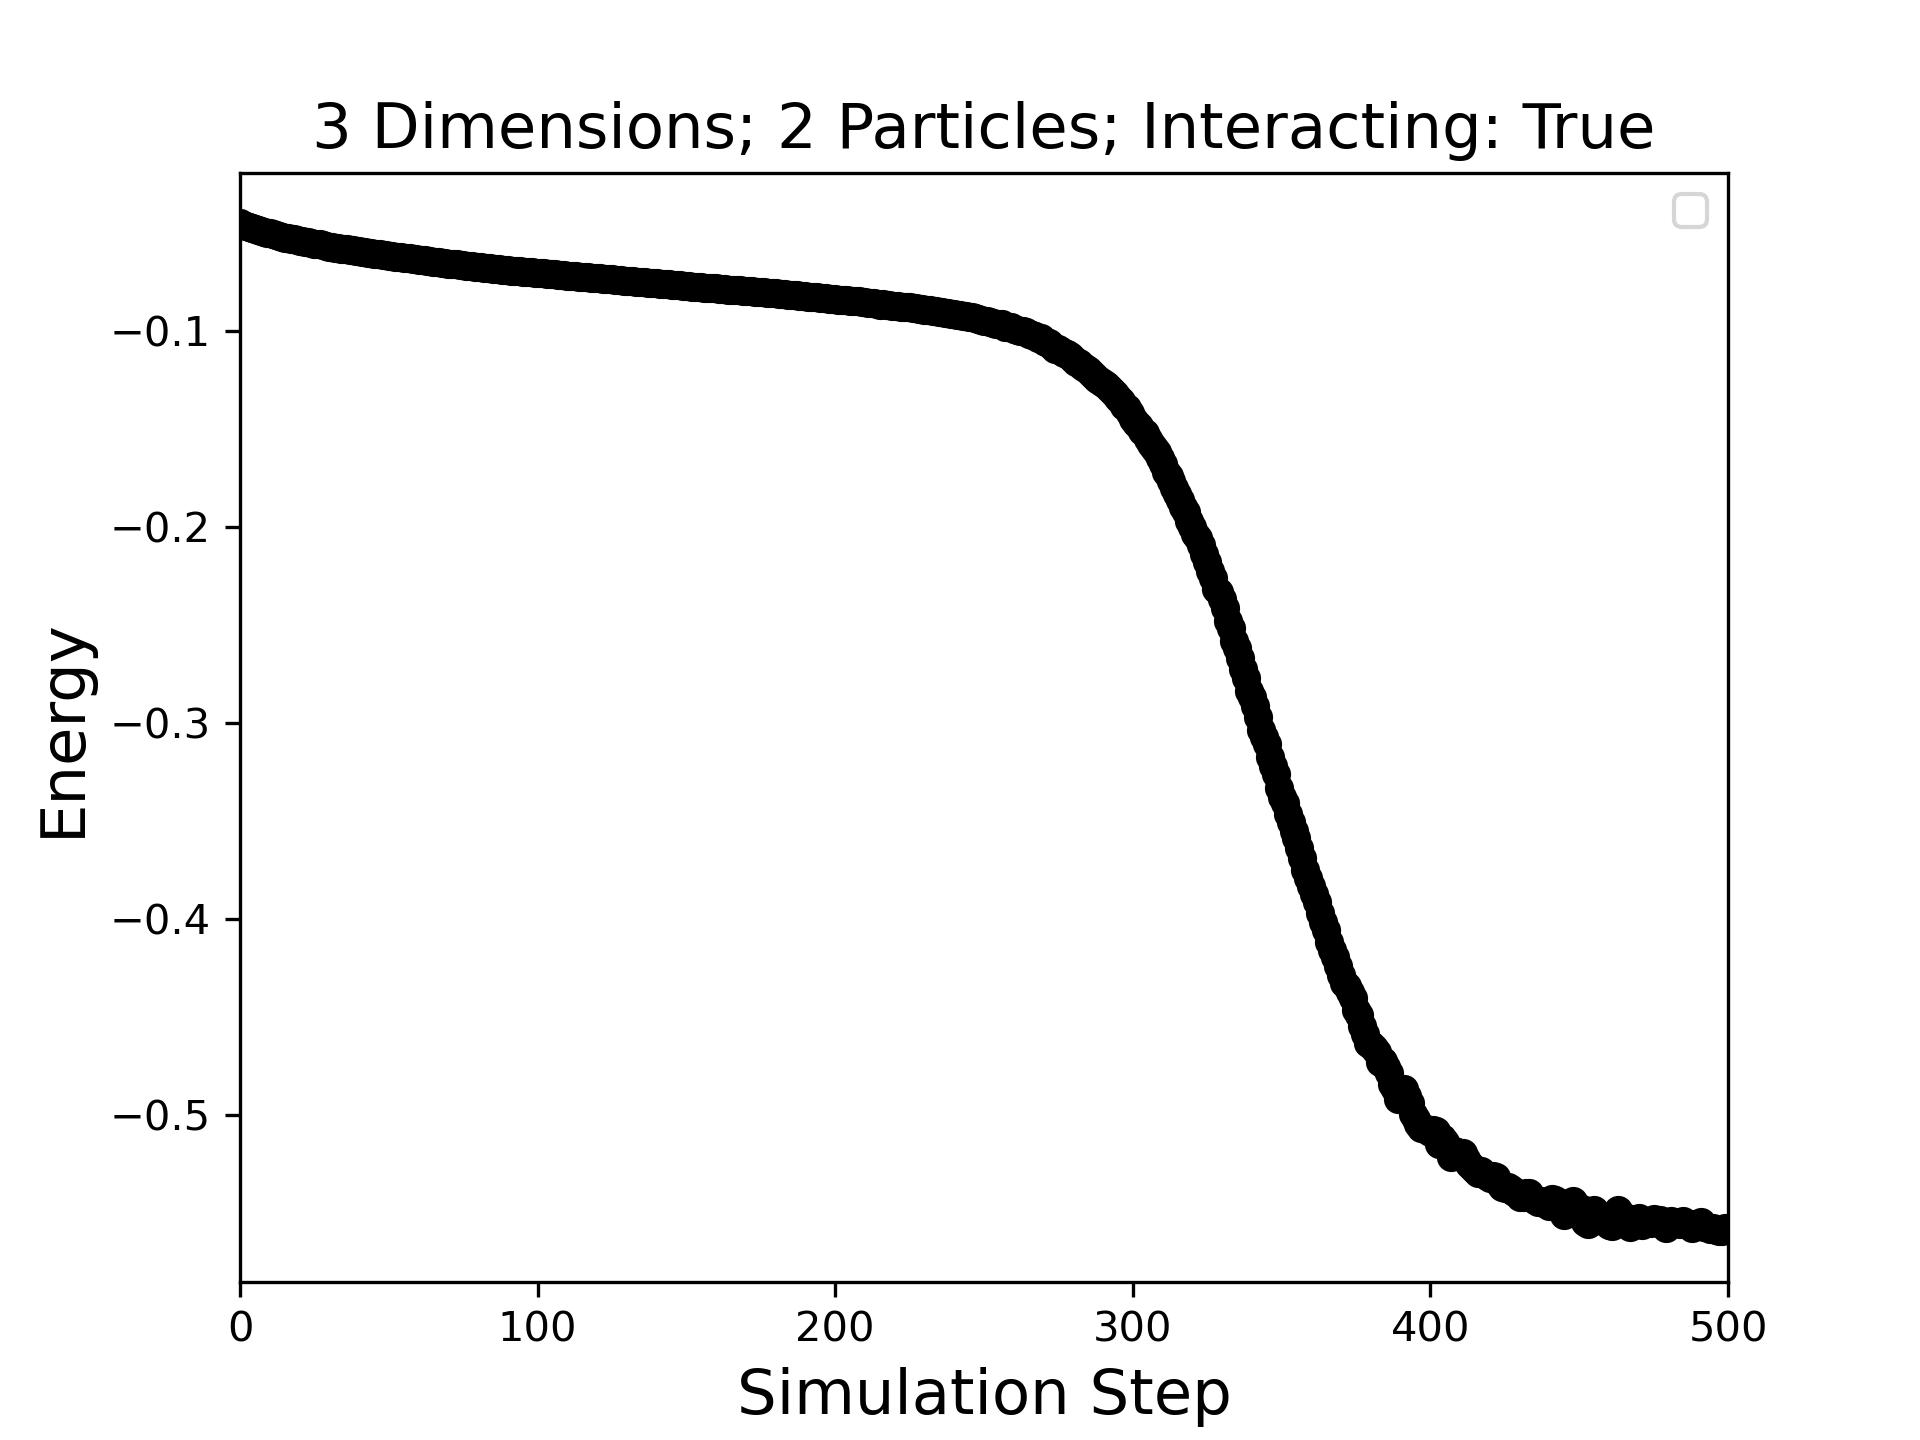 3 Dimensions; 2 Particles; Interacting: True
Energy
−0.1
−0.2
−0.3
−0.4
−0.5
0 100 200 300 400 500
Simulation Step